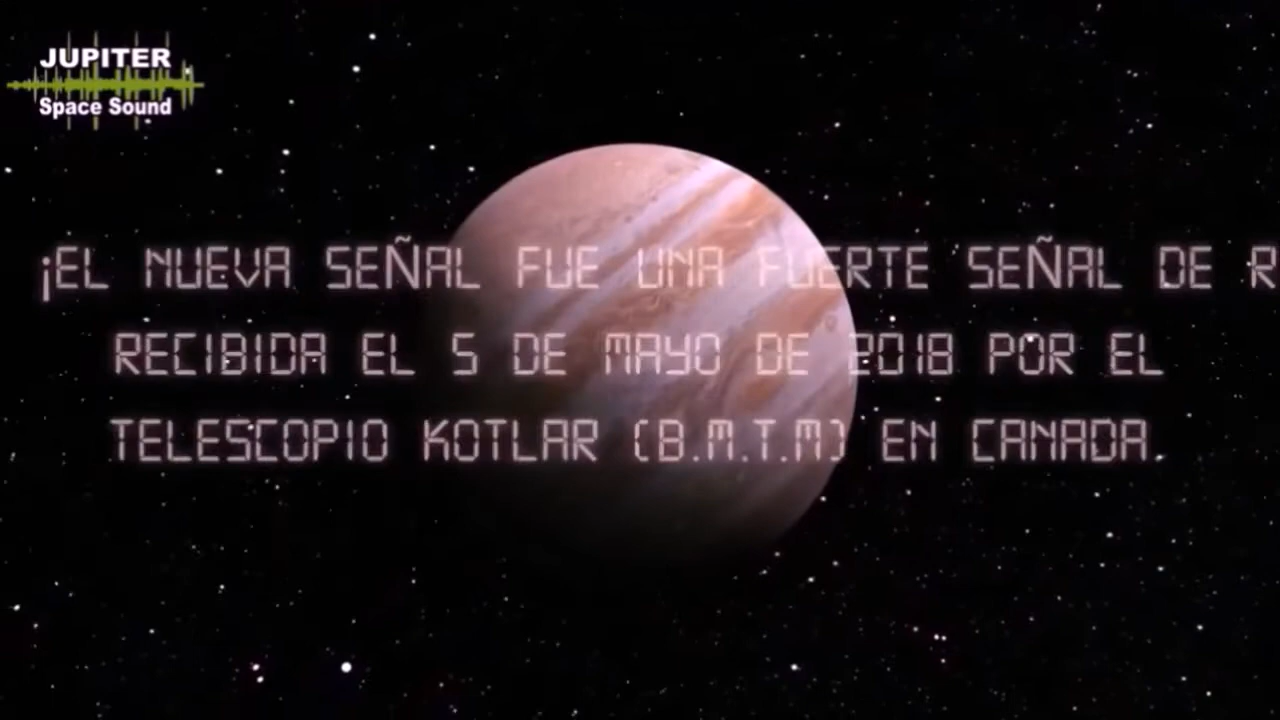 JUPITER
Space Sound
¡EL NUEVA SEÑAL FUE UNA FUERTE SEÑAL DE
RECIBIDA EL 5 DE MAYO DE 2018 POR EL
TELESCOPIO KOTLAR (B.M.T.M) EN CANADA.